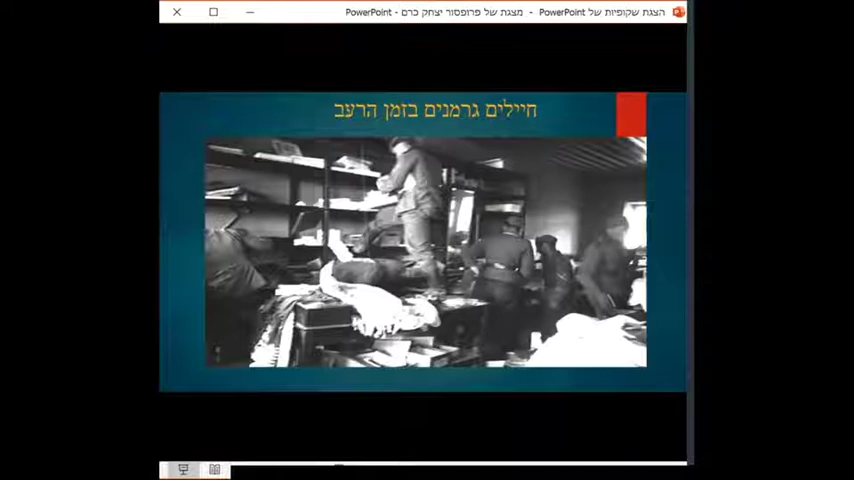 הצגת שקופיות של PowerPoint - מצגת של פרופסור יצחק כרם - PowerPoint
חיילים גרמנים בזמן הרעב